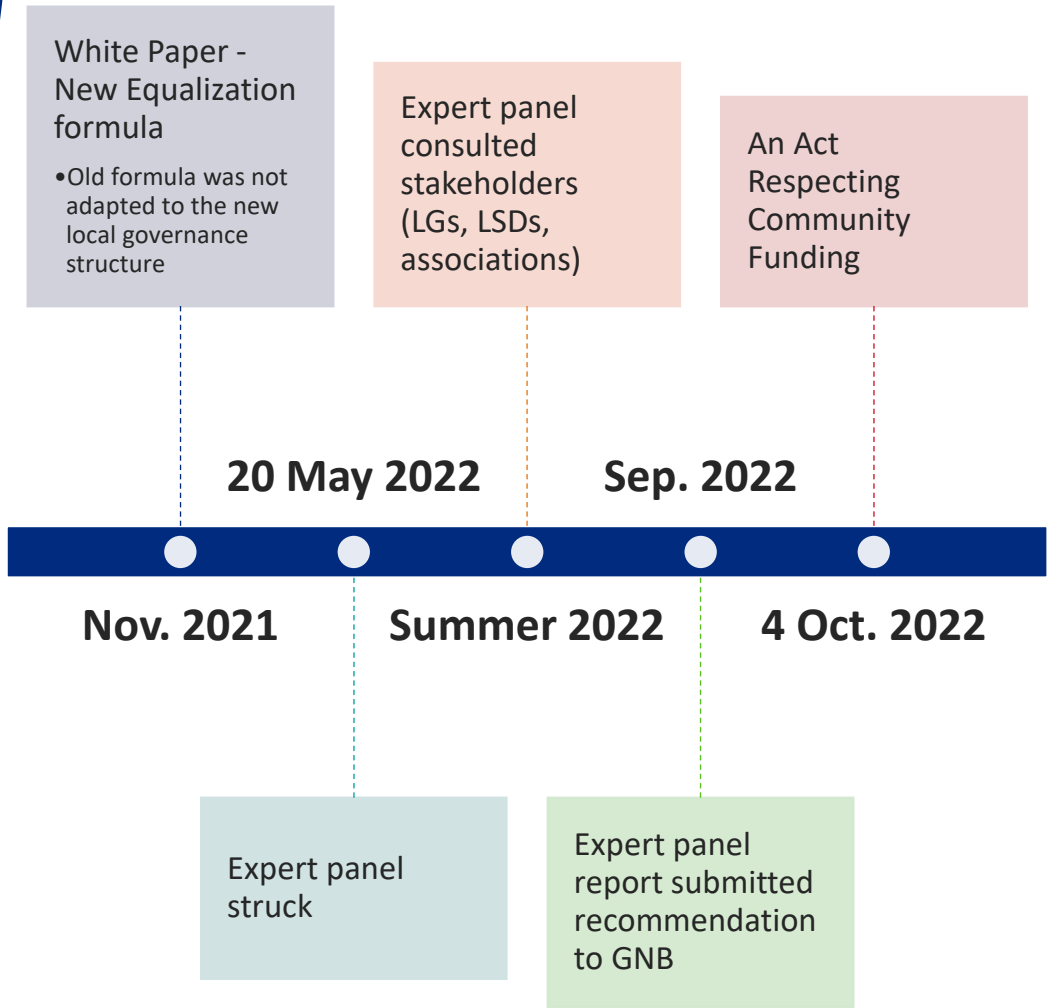 White Paper -
New Equalization
formula
•Old formula was not
adapted to the new
local governance
structure
Expert panel
consulted
stakeholders
(LGs, LSDs,
associations)
An Act
Respecting
Community
Funding
20 May 2022
Sep. 2022
Nov. 2021
Summer 2022
4 Oct. 2022
Expert panel
struck
Expert panel
report submitted
recommendation
to GNB